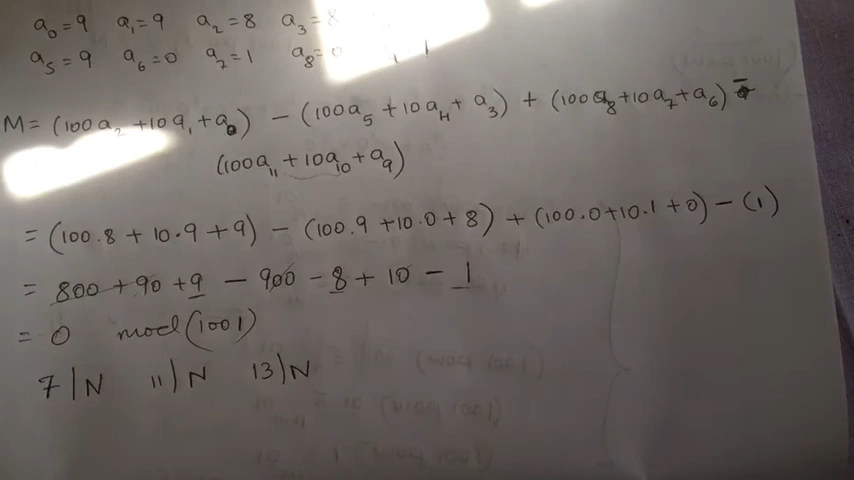 a₀=9 a₁=9 a₂=8 a₃=8
a₅=9 a₆=0 a₇=1 a₈=0
M= (100a₂+10a₁+a₀) - (100a₅+10a₄+a₃) + (100a₈+10a₇+a₆) -
(100a₁₁+10a₁₀+a₉)
= (100.8 + 10.9 + 9) - (100.9 +10.0+8) + (100.0+10.1+0) - (1)
= 800 + 90 + 9 - 900 - 8 + 10 - 1
= 0 mod(1001)
7|N 11)N 13)N